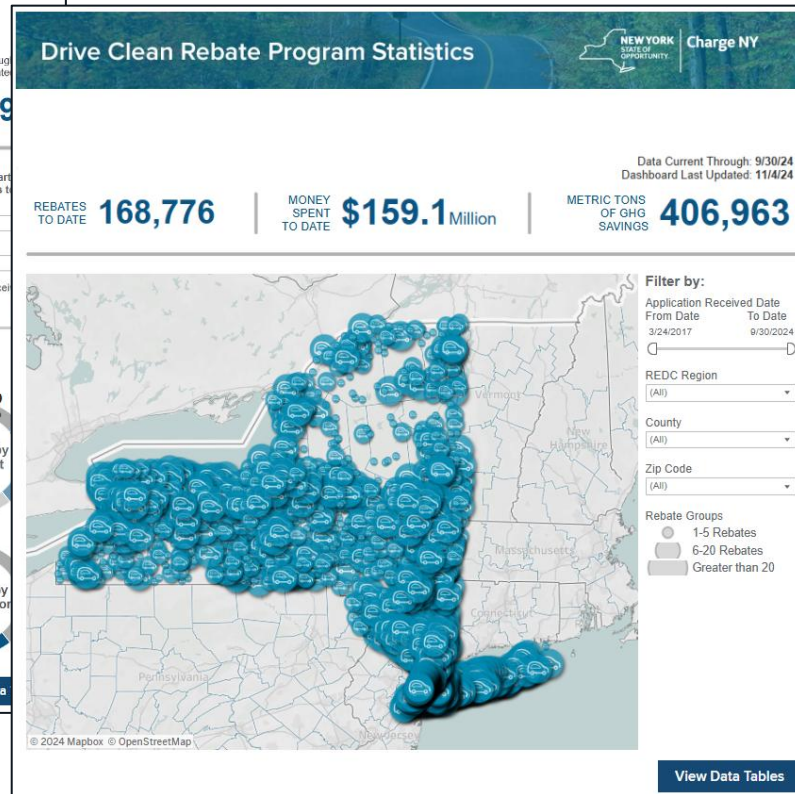 Drive Clean Rebate Program Statistics
NEW YORK
STATE OF
OPPORTUNITY.
Charge NY
Data Current Through: 9/30/24
Dashboard Last Updated: 11/4/24
REBATES
TO DATE
168,776
MONEY
SPENT
TO DATE
$159.1 Million
METRIC TONS
OF GHG
SAVINGS
406,963
Filter by:
Application Received Date
From Date To Date
3/24/2017 9/30/2024
REDC Region
(All)
County
(All)
Zip Code
(All)
Rebate Groups
1-5 Rebates
6-20 Rebates
Greater than 20
Vermont
New
Hampshire
Massachusetts
Connecticut
Pennsylvania
New Jersey
© 2024 Mapbox © OpenStreetMap
View Data Tables